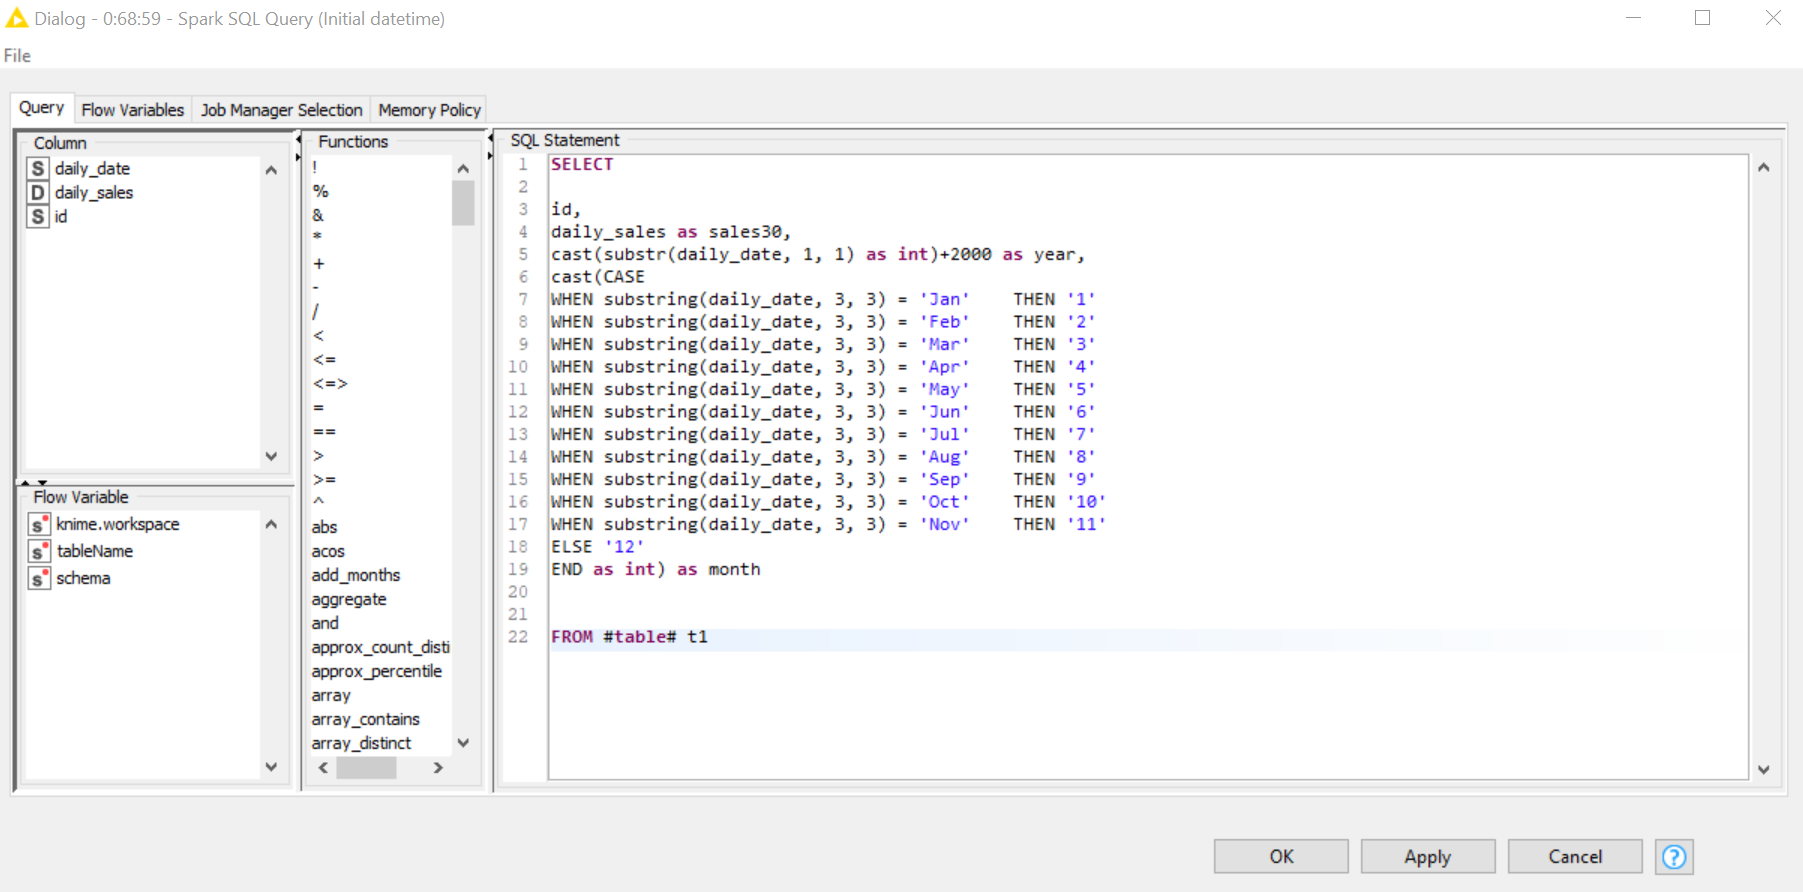 Dialog - 0:68:59 - Spark SQL Query (Initial datetime)
File
Query Flow Variables Job Manager Selection Memory Policy
Column
S daily_date
D daily_sales
S id
Flow Variable
s knime.workspace
s tableName
s schema
Functions
!
%
&
*
+
-
/
<
<=
<=>
=
==
>
>=
^
abs
acos
add_months
aggregate
and
approx_count_disti
approx_percentile
array
array_contains
array_distinct
SQL Statement
1 SELECT
2
3 id,
4 daily_sales as sales30,
5 cast(substr(daily_date, 1, 1) as int)+2000 as year,
6 cast(CASE
7 WHEN substring(daily_date, 3, 3) = 'Jan' THEN '1'
8 WHEN substring(daily_date, 3, 3) = 'Feb' THEN '2'
9 WHEN substring(daily_date, 3, 3) = 'Mar' THEN '3'
10 WHEN substring(daily_date, 3, 3) = 'Apr' THEN '4'
11 WHEN substring(daily_date, 3, 3) = 'May' THEN '5'
12 WHEN substring(daily_date, 3, 3) = 'Jun' THEN '6'
13 WHEN substring(daily_date, 3, 3) = 'Jul' THEN '7'
14 WHEN substring(daily_date, 3, 3) = 'Aug' THEN '8'
15 WHEN substring(daily_date, 3, 3) = 'Sep' THEN '9'
16 WHEN substring(daily_date, 3, 3) = 'Oct' THEN '10'
17 WHEN substring(daily_date, 3, 3) = 'Nov' THEN '11'
18 ELSE '12'
19 END as int) as month
20
21
22 FROM #table# t1
OK Apply Cancel ?